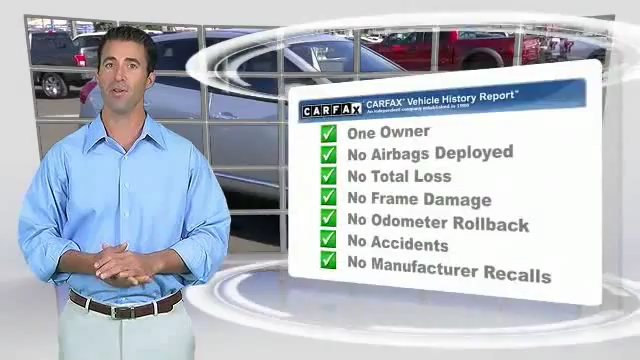 CARFAX CARFAX Vehicle History Report™
An independent company established in 1986
One Owner
No Airbags Deployed
No Total Loss
No Frame Damage
No Odometer Rollback
No Accidents
No Manufacturer Recalls